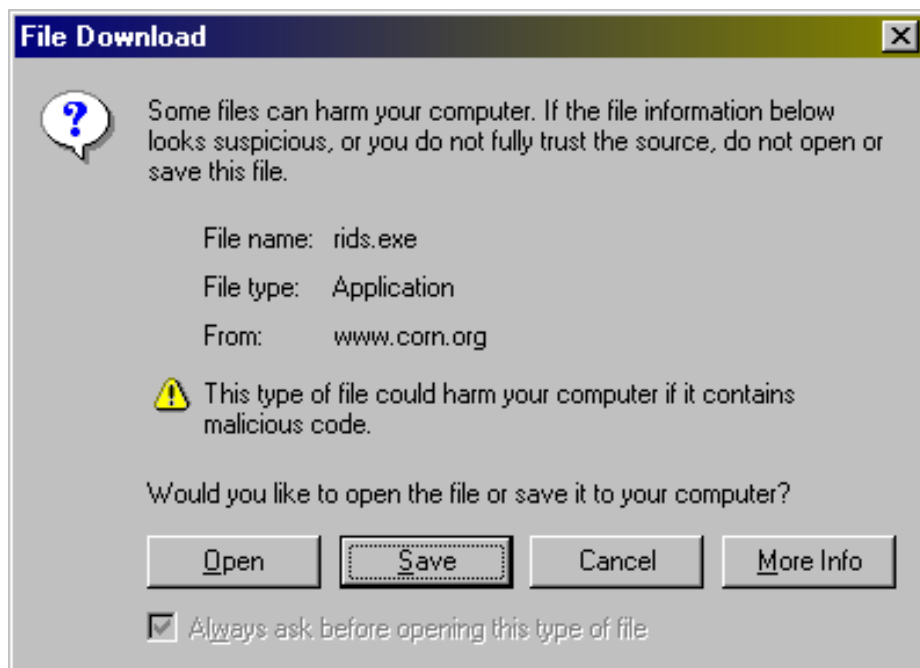 File Download
Some files can harm your computer. If the file information below
looks suspicious, or you do not fully trust the source, do not open or
save this file.
File name: rids.exe
File type: Application
From: www.corn.org
This type of file could harm your computer if it contains
malicious code.
Would you like to open the file or save it to your computer?
Open Save Cancel More Info
Always ask before opening this type of file